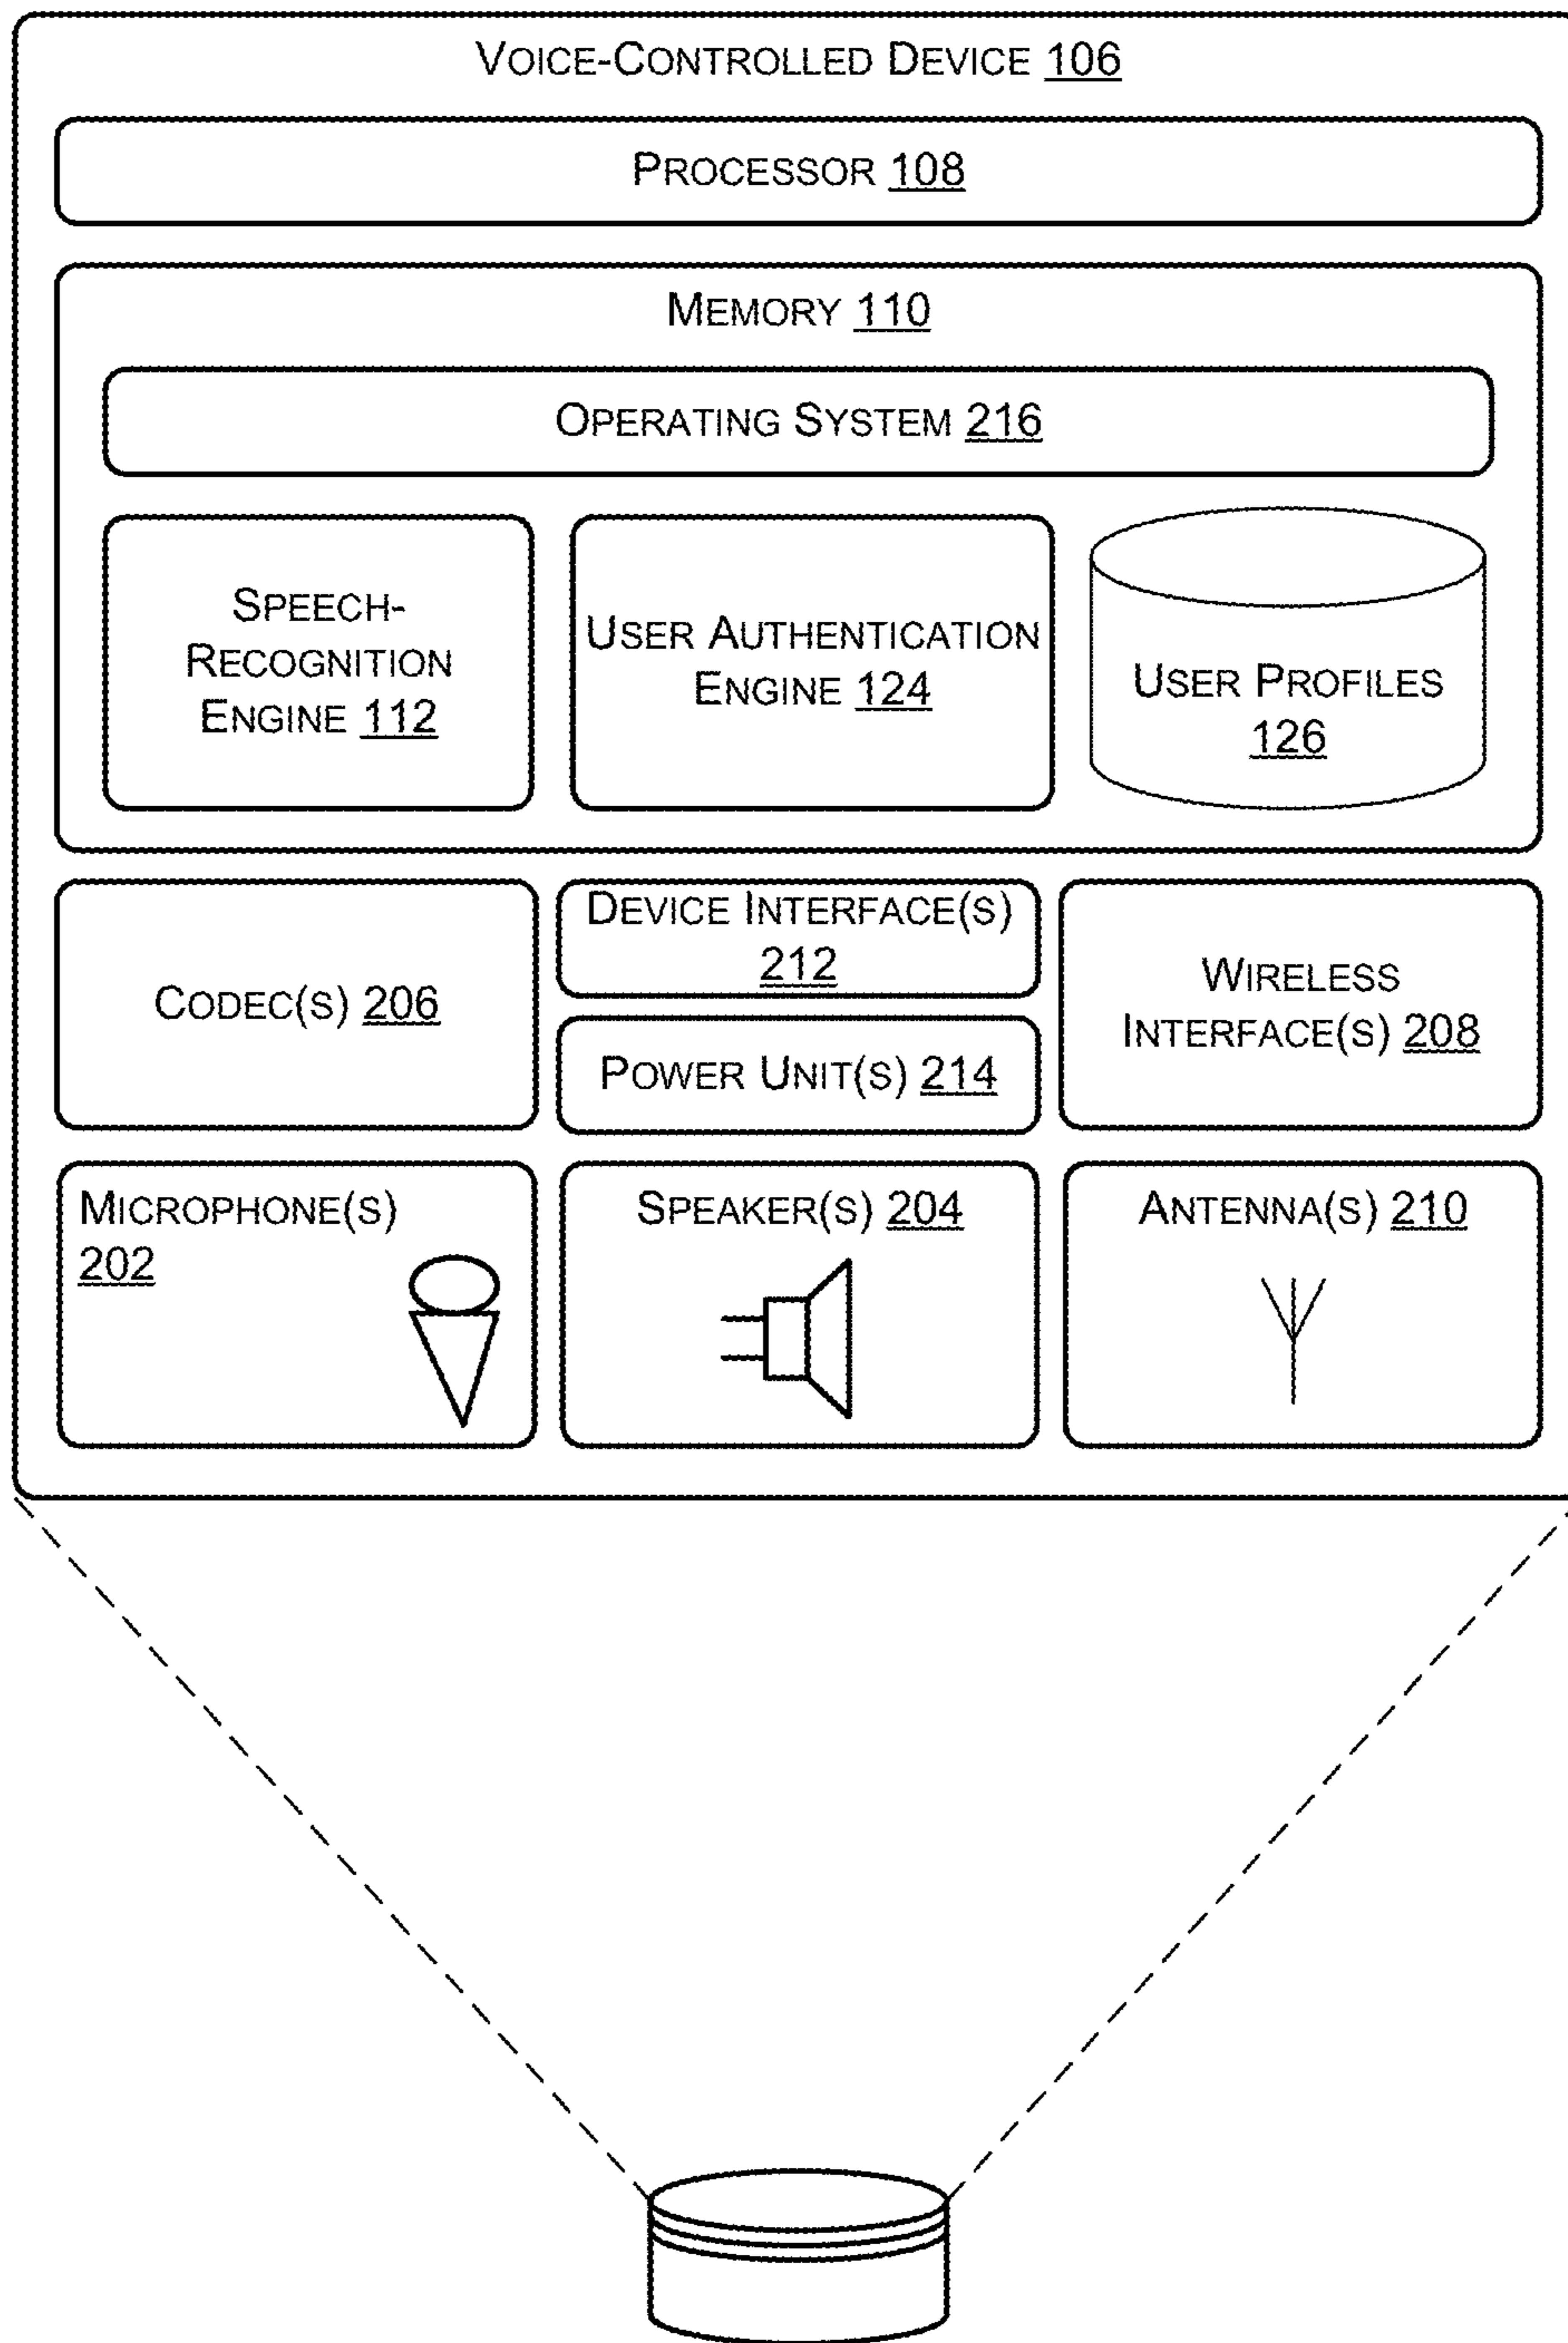 VOICE-CONTROLLED DEVICE 106
PROCESSOR 108
MEMORY 110
OPERATING SYSTEM 216
SPEECH-
RECOGNITION
ENGINE 112
USER AUTHENTICATION
ENGINE 124
USER PROFILES
126
CODEC(S) 206
DEVICE INTERFACE(S)
212
POWER UNIT(S) 214
WIRELESS
INTERFACE(S) 208
MICROPHONE(S)
202
SPEAKER(S) 204
ANTENNA(S) 210